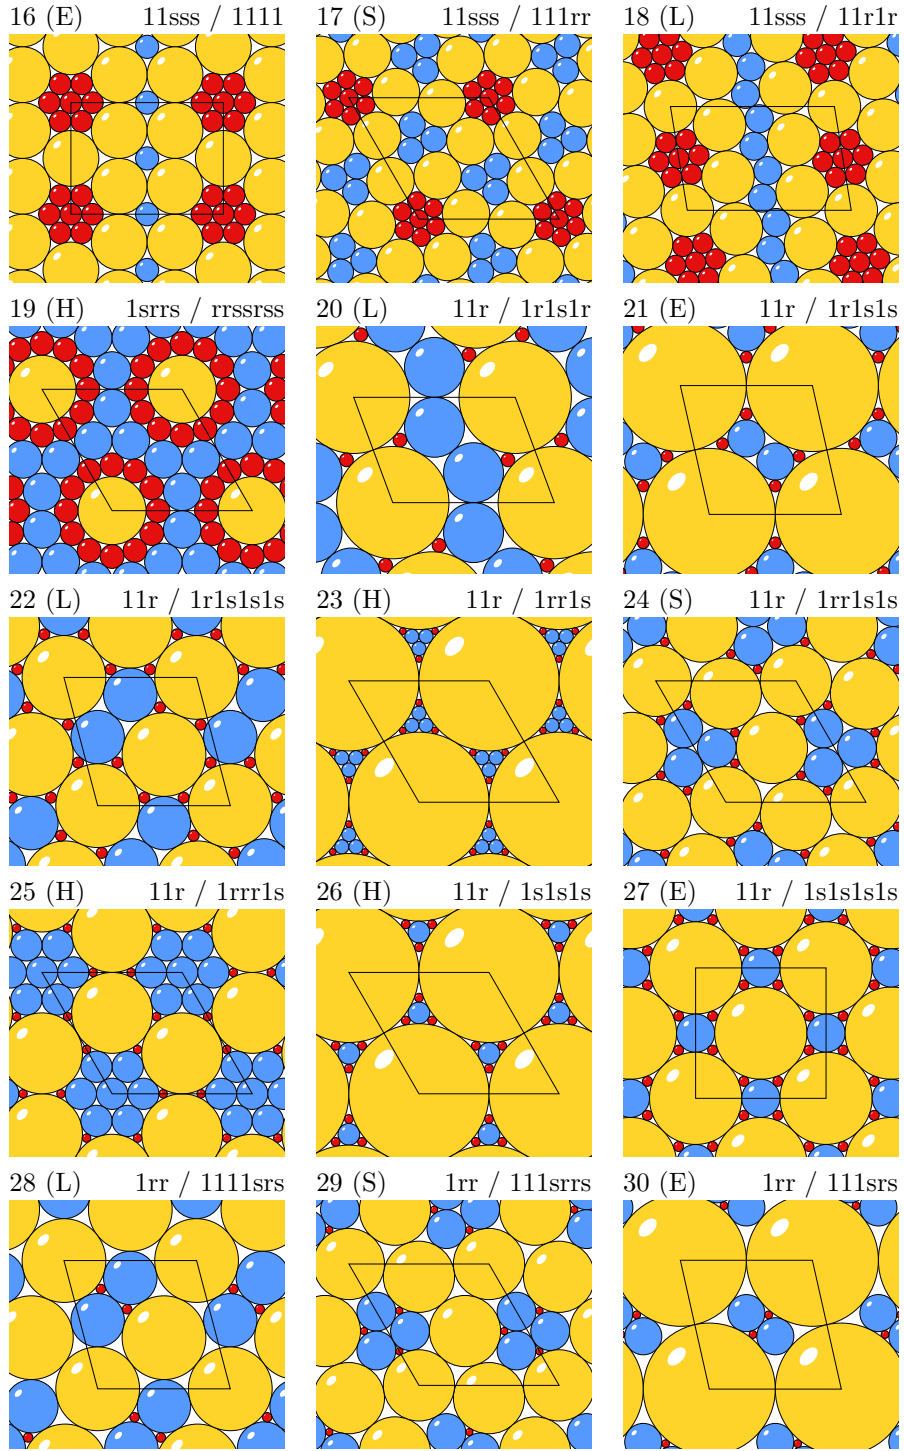 16 (E) 11sss / 1111
17 (S) 11sss / 111rr
18 (L) 11sss / 11r1r
19 (H) 1srrs / rrssrss
20 (L) 11r / 1r1s1r
21 (E) 11r / 1r1s1s
22 (L) 11r / 1r1s1s1s
23 (H) 11r / 1rr1s
24 (S) 11r / 1rr1s1s
25 (H) 11r / 1rrr1s
26 (H) 11r / 1s1s1s
27 (E) 11r / 1s1s1s1s
28 (L) 1rr / 1111srs
29 (S) 1rr / 111srrs
30 (E) 1rr / 111srs